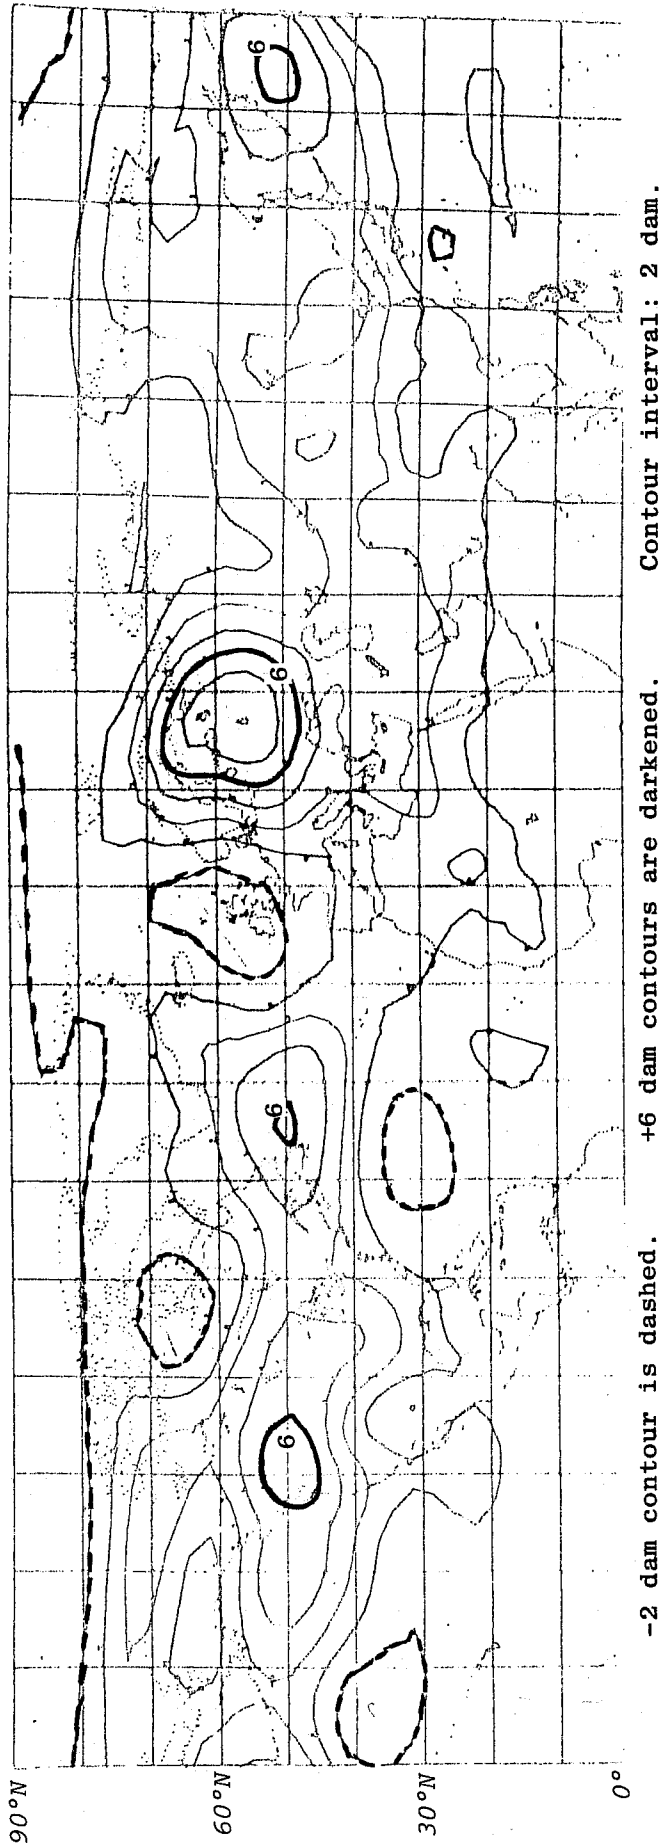 6
6
6
6
90°N
60°N
30°N
0°
-2 dam contour is dashed. +6 dam contours are darkened. Contour interval: 2 dam.